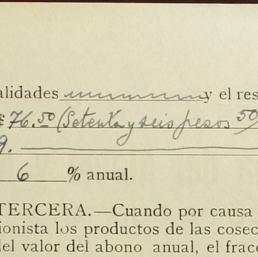 alidades y el res
$76.50 (Setenta y seis pesos 50/
9.
6 % anual.
TERCERA.—Cuando por causa
ionista los productos de las cosec
del valor del abono anual, el fracc